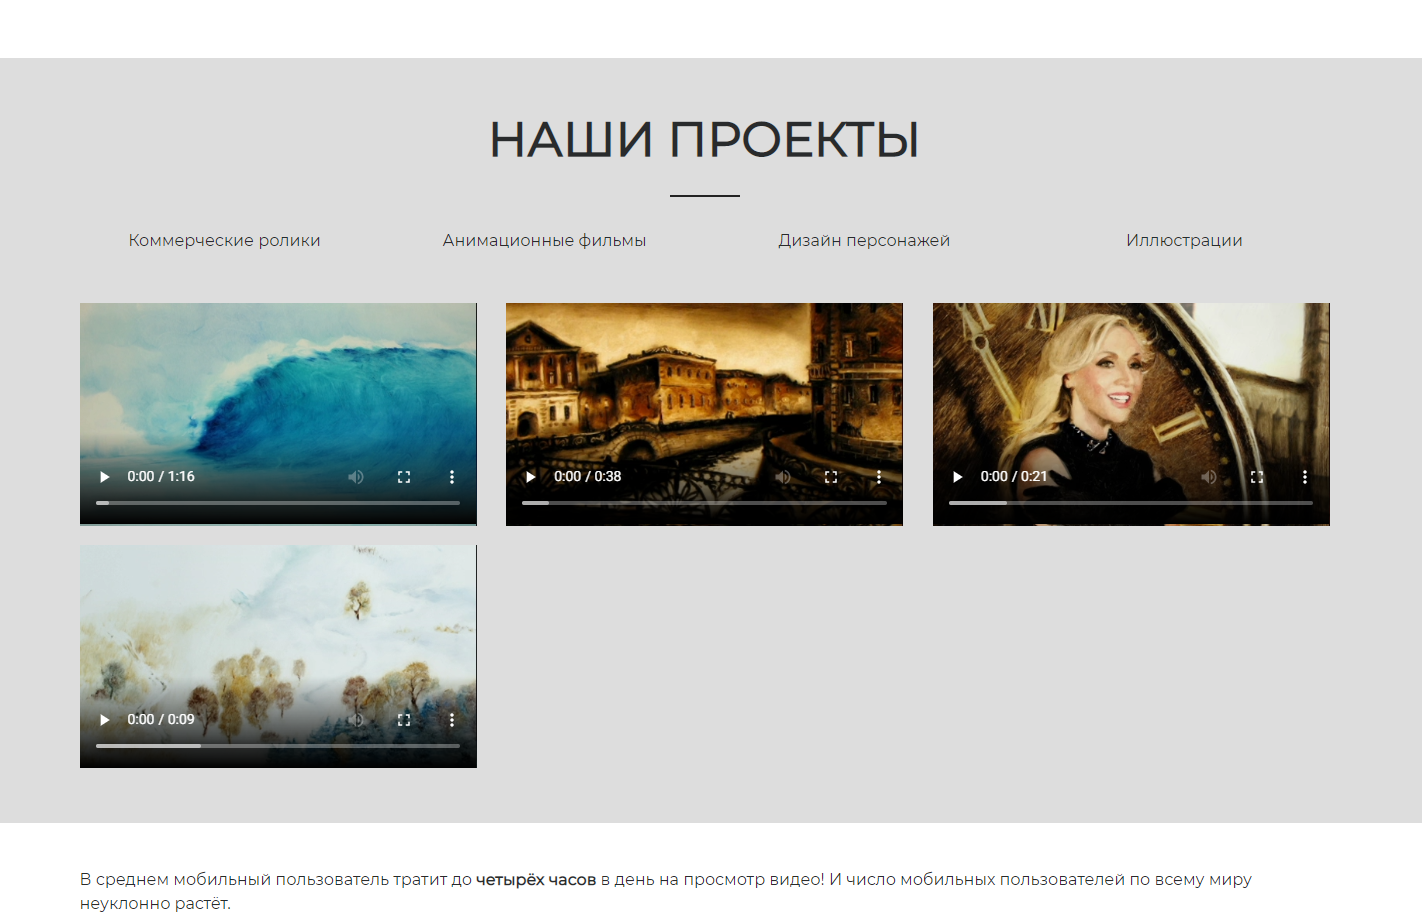 НАШИ ПРОЕКТЫ
Коммерческие ролики
Анимационные фильмы
Дизайн персонажей
Иллюстрации
0:00 / 1:16
0:00 / 0:38
0:00 / 0:21
0:00 / 0:09
В среднем мобильный пользователь тратит до четырёх часов в день на просмотр видео! И число мобильных пользователей по всему миру
неуклонно растёт.